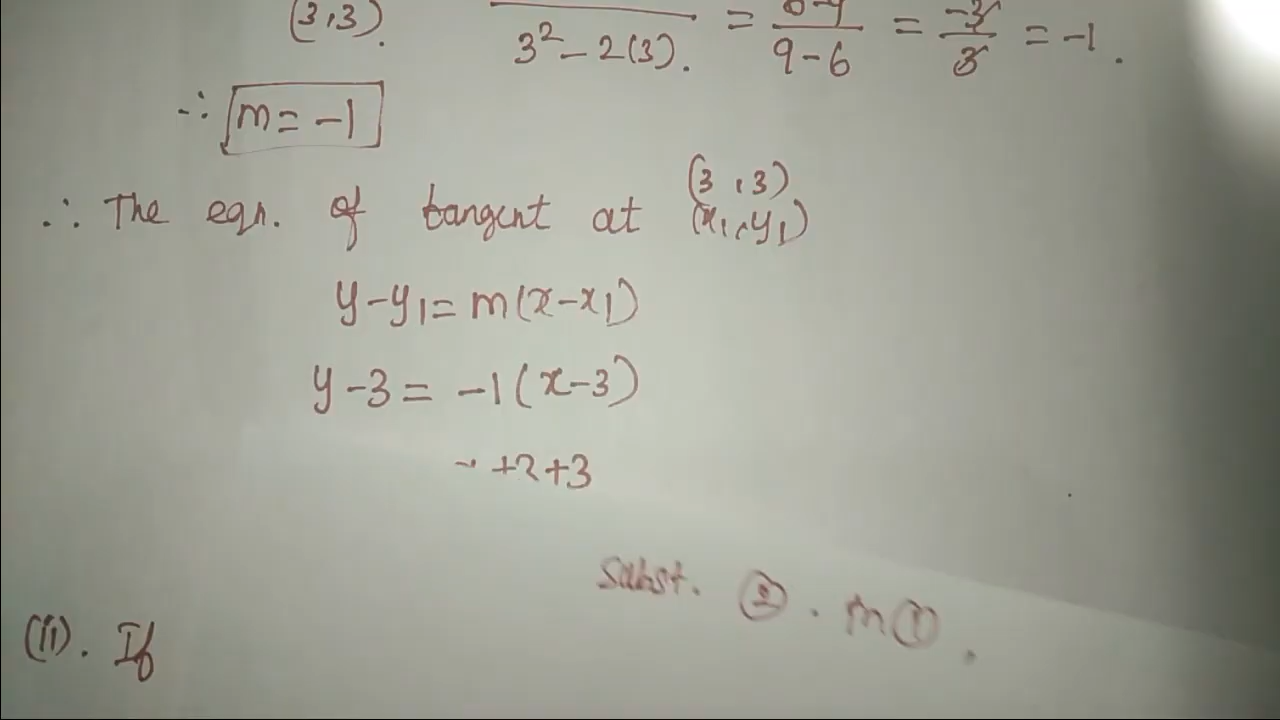 (3,3). 3² - 2(3). = 9-6 = -3/3 = -1.
∴ m = -1
∴ The eqn. of tangent at (3,3)
(x₁,y₁)
y-y₁ = m(x-x₁)
y-3 = -1(x-3)
+3
Subst. ② . in ① .
(ii). If